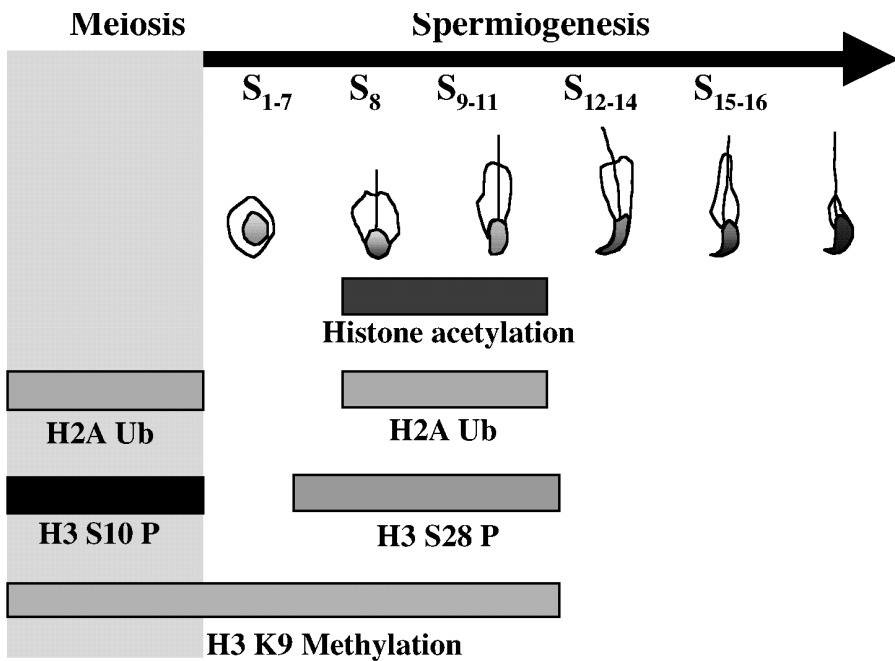 Meiosis Spermiogenesis
S1-7 S8 S9-11 S12-14 S15-16
Histone acetylation
H2A Ub H2A Ub
H3 S10 P H3 S28 P
H3 K9 Methylation